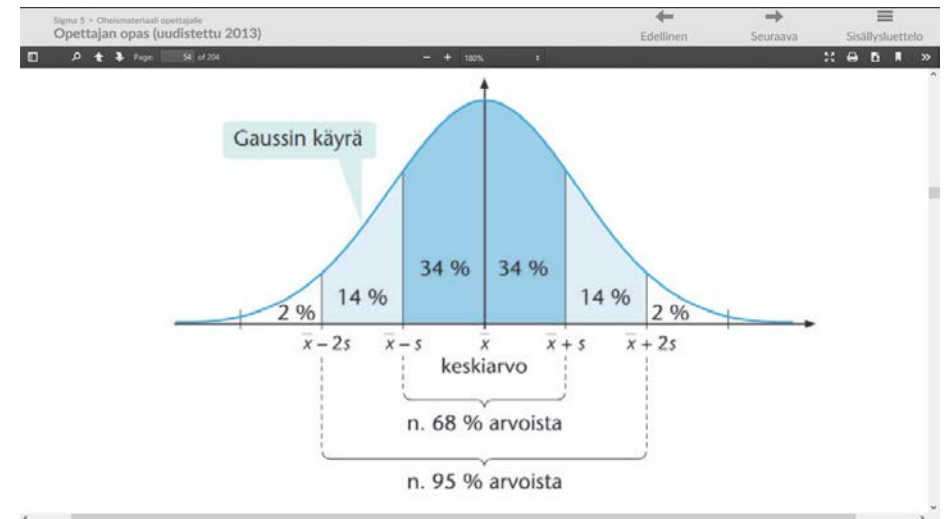 Sigma 5 > Oheismateriaali opettajalle
Opettajan opas (uudistettu 2013)
Edellinen
Seuraava
Sisällysluettelo
Page: 54 of 204
− + 180%
Gaussin käyrä
34 % 34 %
14 % 14 %
2 % 2 %
x̅ − 2s x̅ − s x̅ x̅ + s x̅ + 2s
keskiarvo
n. 68 % arvoista
n. 95 % arvoista